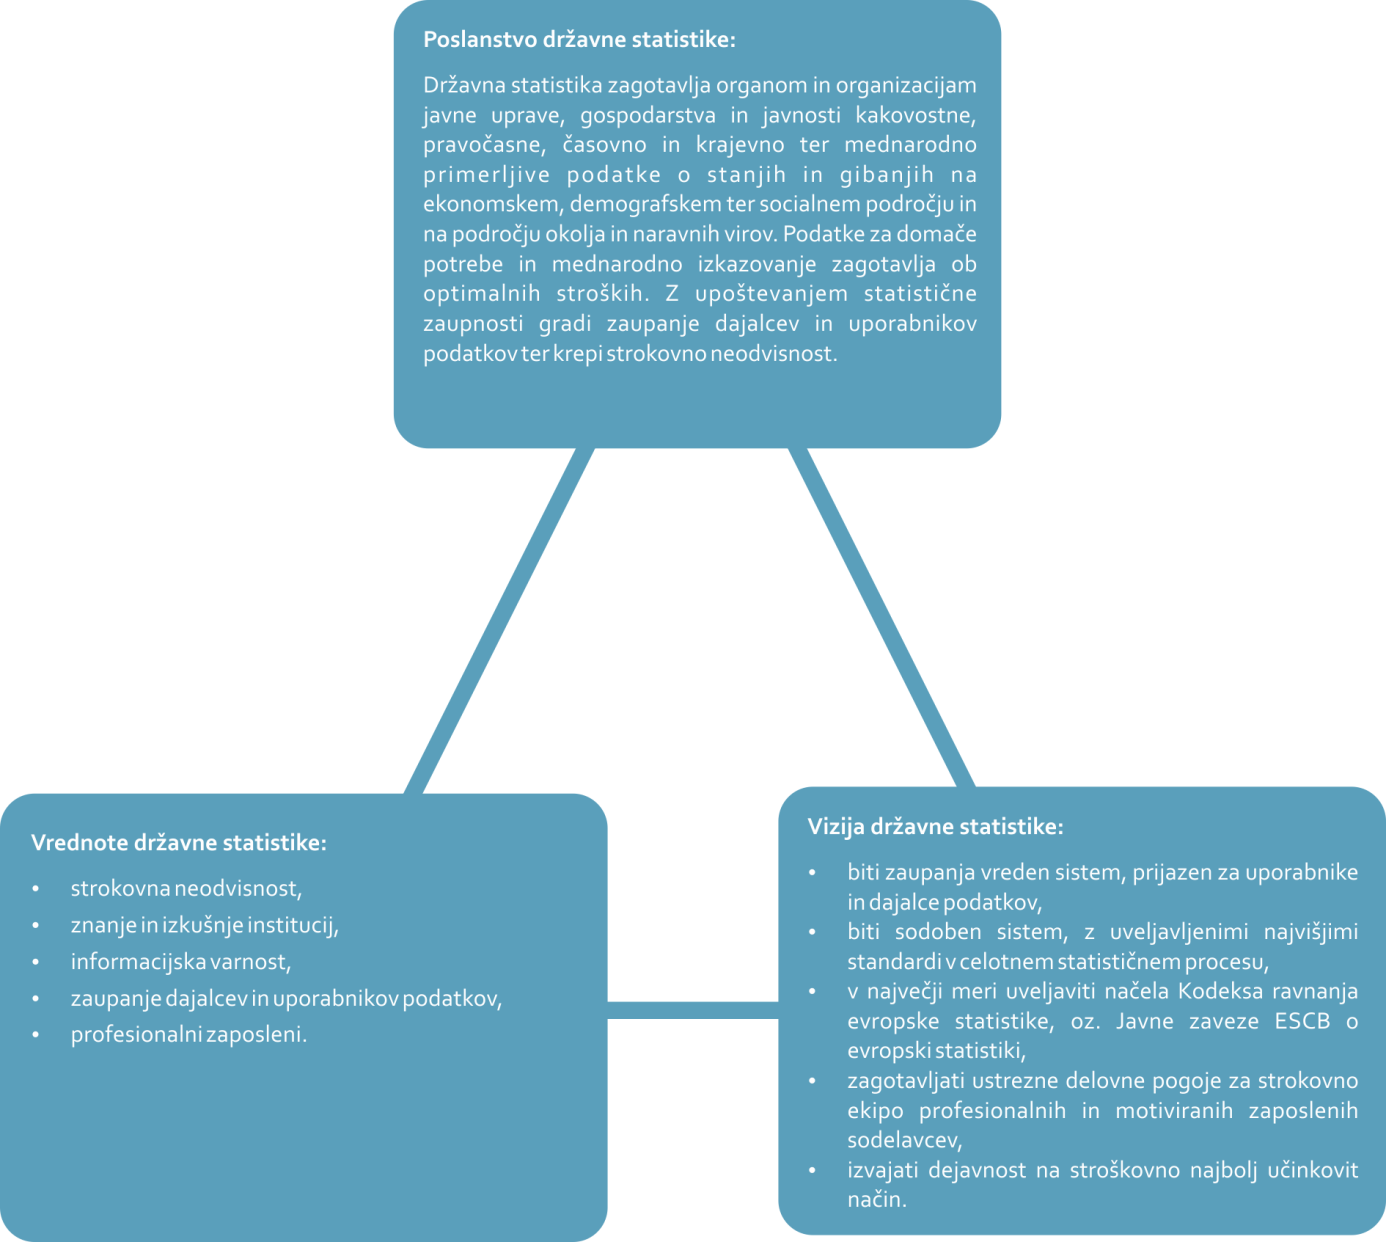 Poslanstvo državne statistike:
Državna statistika zagotavlja organom in organizacijam
javne uprave, gospodarstva in javnosti kakovostne,
pravočasne, časovno in krajevno ter mednarodno
primerljive podatke o stanjih in gibanjih na
ekonomskem, demografskem ter socialnem področju in
na področju okolja in naravnih virov. Podatke za domače
potrebe in mednarodno izkazovanje zagotavlja ob
optimalnih stroških. Z upoštevanjem statistične
zaupnosti gradi zaupanje dajalcev in uporabnikov
podatkov ter krepi strokovno neodvisnost.
Vrednote državne statistike:
• strokovna neodvisnost,
• znanje in izkušnje institucij,
• informacijska varnost,
• zaupanje dajalcev in uporabnikov podatkov,
• profesionalni zaposleni.
Vizija državne statistike:
• biti zaupanja vreden sistem, prijazen za uporabnike
in dajalce podatkov,
• biti sodoben sistem, z uveljavljenimi najvišjimi
standardi v celotnem statističnem procesu,
• v največji meri uveljaviti načela Kodeksa ravnanja
evropske statistike, oz. Javne zaveze ESCB o
evropski statistiki,
• zagotavljati ustrezne delovne pogoje za strokovno
ekipo profesionalnih in motiviranih zaposlenih
sodelavcev,
• izvajati dejavnost na stroškovno najbolj učinkovit
način.